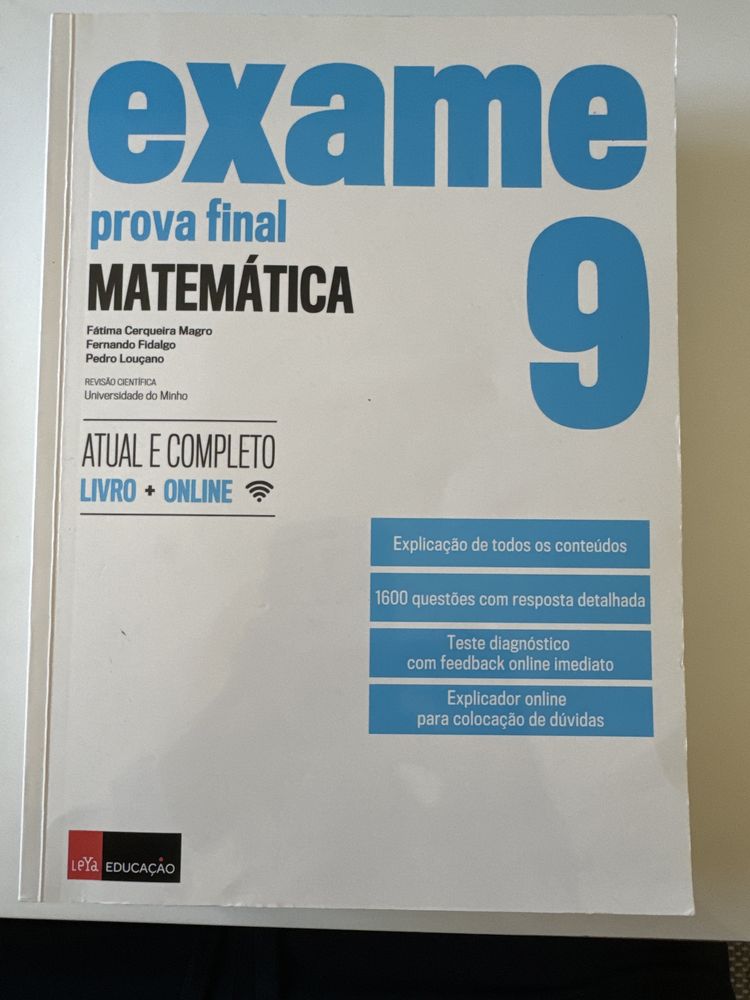 exame
prova final
9
MATEMÁTICA
Fátima Cerqueira Magro
Fernando Fidalgo
Pedro Louçano
REVISÃO CIENTÍFICA
Universidade do Minho
ATUAL E COMPLETO
LIVRO + ONLINE
Explicação de todos os conteúdos
1600 questões com resposta detalhada
Teste diagnóstico
com feedback online imediato
Explicador online
para colocação de dúvidas
LeYa EDUCAÇÃO